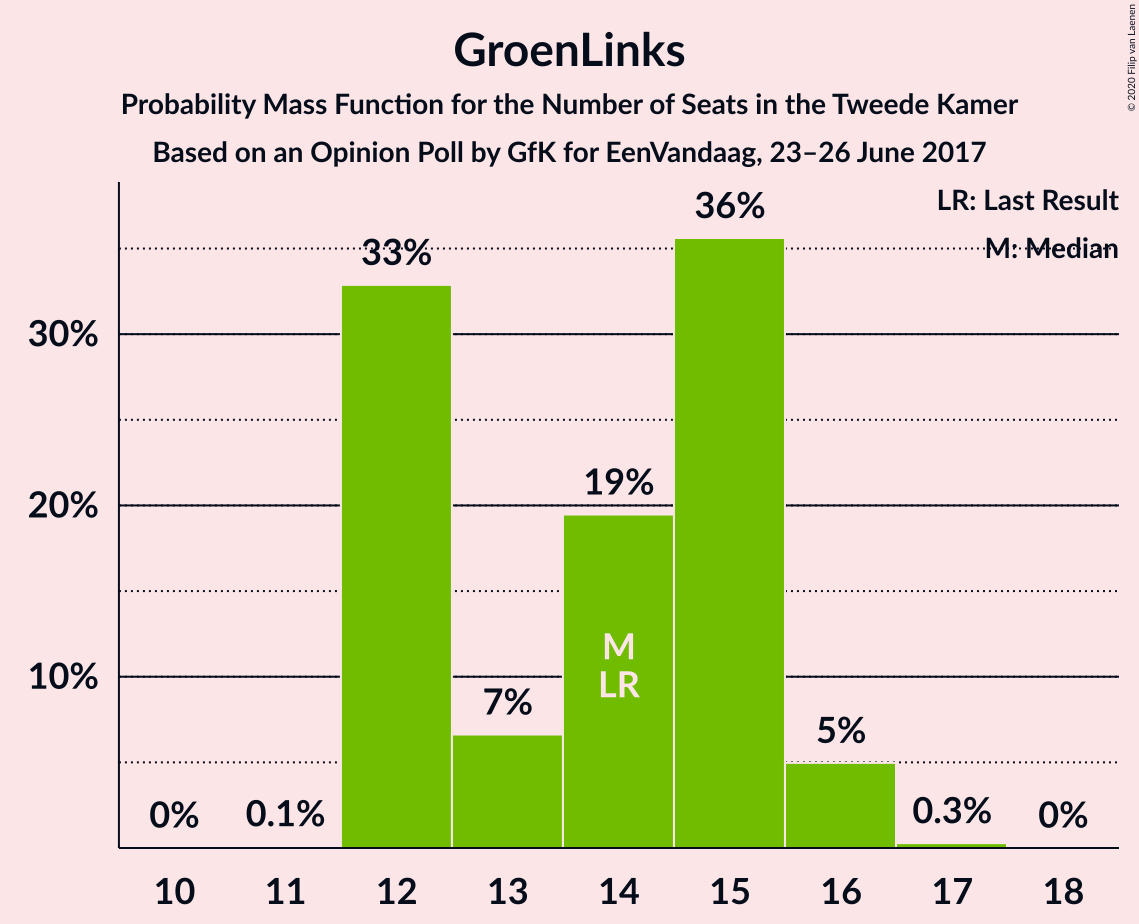 GroenLinks
Probability Mass Function for the Number of Seats in the Tweede Kamer
Based on an Opinion Poll by GfK for EenVandaag, 23–26 June 2017
© 2020 Filip van Laenen
LR: Last Result
M: Median
30%
20%
10%
0%
0.1%
33%
7%
19%
36%
5%
0.3%
0%
M
LR
10 11 12 13 14 15 16 17 18